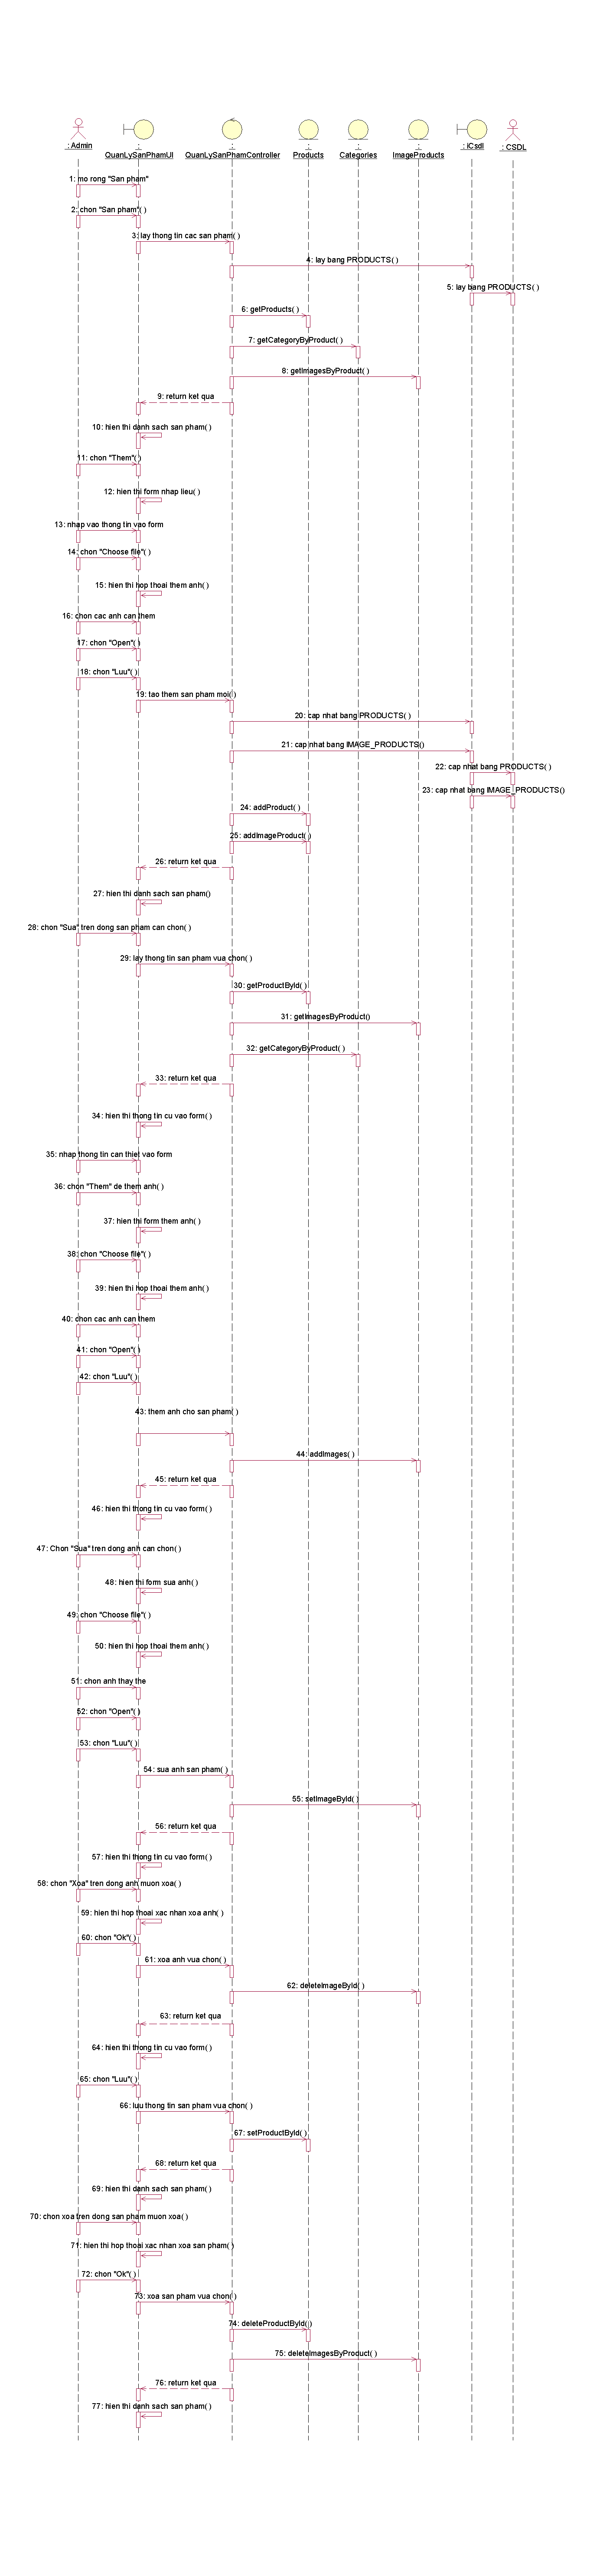 : Admin
:
QuanLySanPhamUI
:
QuanLySanPhamController
:
Products
:
Categories
:
ImageProducts
: iCsdl
: CSDL
1: mo rong "San pham"
2: chon "San pham"( )
3: lay thong tin cac san pham( )
4: lay bang PRODUCTS( )
5: lay bang PRODUCTS( )
6: getProducts( )
7: getCategoryByProduct( )
8: getImagesByProduct( )
9: return ket qua
10: hien thi danh sach san pham( )
11: chon "Them"( )
12: hien thi form nhap lieu( )
13: nhap vao thong tin vao form
14: chon "Choose file"( )
15: hien thi hop thoai them anh( )
16: chon cac anh can them
17: chon "Open"( )
18: chon "Luu"( )
19: tao them san pham moi( )
20: cap nhat bang PRODUCTS( )
21: cap nhat bang IMAGE_PRODUCTS()
22: cap nhat bang PRODUCTS( )
23: cap nhat bang IMAGE_PRODUCTS()
24: addProduct( )
25: addImageProduct( )
26: return ket qua
27: hien thi danh sach san pham()
28: chon "Sua" tren dong san pham can chon( )
29: lay thong tin san pham vua chon( )
30: getProductById( )
31: getImagesByProduct()
32: getCategoryByProduct( )
33: return ket qua
34: hien thi thong tin cu vao form( )
35: nhap thong tin can thiet vao form
36: chon "Them" de them anh( )
37: hien thi form them anh( )
38: chon "Choose file"( )
39: hien thi hop thoai them anh( )
40: chon cac anh can them
41: chon "Open"( )
42: chon "Luu"( )
43: them anh cho san pham( )
44: addImages( )
45: return ket qua
46: hien thi thong tin cu vao form( )
47: Chon "Sua" tren dong anh can chon( )
48: hien thi form sua anh( )
49: chon "Choose file"( )
50: hien thi hop thoai them anh( )
51: chon anh thay the
52: chon "Open"( )
53: chon "Luu"( )
54: sua anh san pham( )
55: setImageById( )
56: return ket qua
57: hien thi thong tin cu vao form( )
58: chon "Xoa" tren dong anh muon xoa( )
59: hien thi hop thoai xac nhan xoa anh( )
60: chon "Ok"( )
61: xoa anh vua chon( )
62: deleteImageById( )
63: return ket qua
64: hien thi thong tin cu vao form( )
65: chon "Luu"( )
66: luu thong tin san pham vua chon( )
67: setProductById( )
68: return ket qua
69: hien thi danh sach san pham( )
70: chon xoa tren dong san pham muon xoa( )
71: hien thi hop thoai xac nhan xoa san pham( )
72: chon "Ok"( )
73: xoa san pham vua chon( )
74: deleteProductById( )
75: deleteImagesByProduct( )
76: return ket qua
77: hien thi danh sach san pham( )